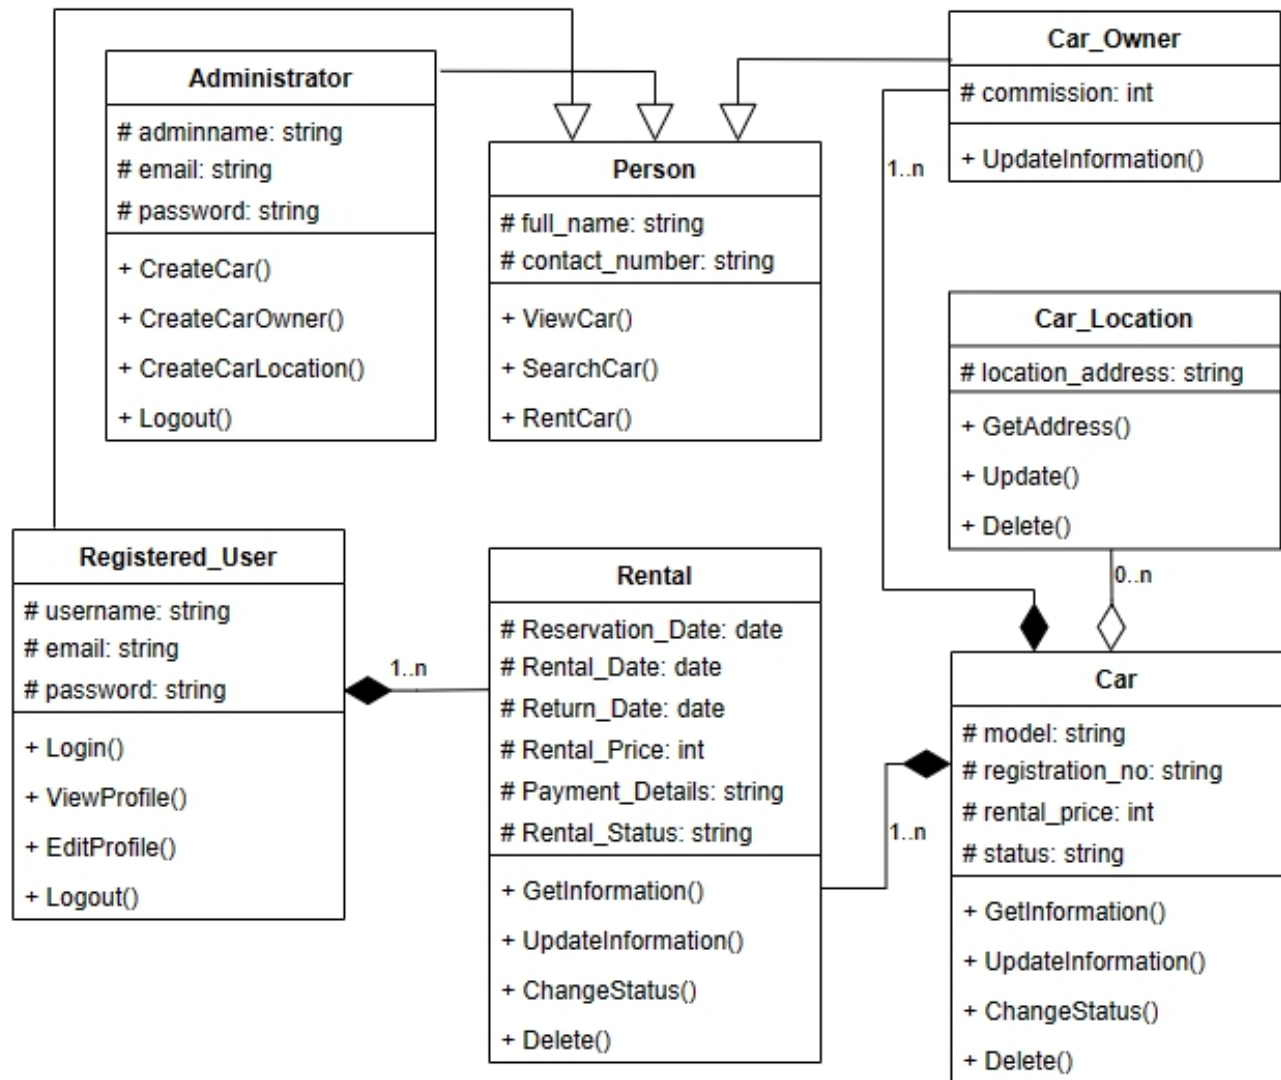 Administrator
# adminname: string
# email: string
# password: string
+ CreateCar()
+ CreateCarOwner()
+ CreateCarLocation()
+ Logout()
Person
# full_name: string
# contact_number: string
+ ViewCar()
+ SearchCar()
+ RentCar()
Car_Owner
# commission: int
+ UpdateInformation()
1..n
Car_Location
# location_address: string
+ GetAddress()
+ Update()
+ Delete()
0..n
Registered_User
# username: string
# email: string
# password: string
+ Login()
+ ViewProfile()
+ EditProfile()
+ Logout()
1..n
Rental
# Reservation_Date: date
# Rental_Date: date
# Return_Date: date
# Rental_Price: int
# Payment_Details: string
# Rental_Status: string
+ GetInformation()
+ UpdateInformation()
+ ChangeStatus()
+ Delete()
1..n
Car
# model: string
# registration_no: string
# rental_price: int
# status: string
+ GetInformation()
+ UpdateInformation()
+ ChangeStatus()
+ Delete()